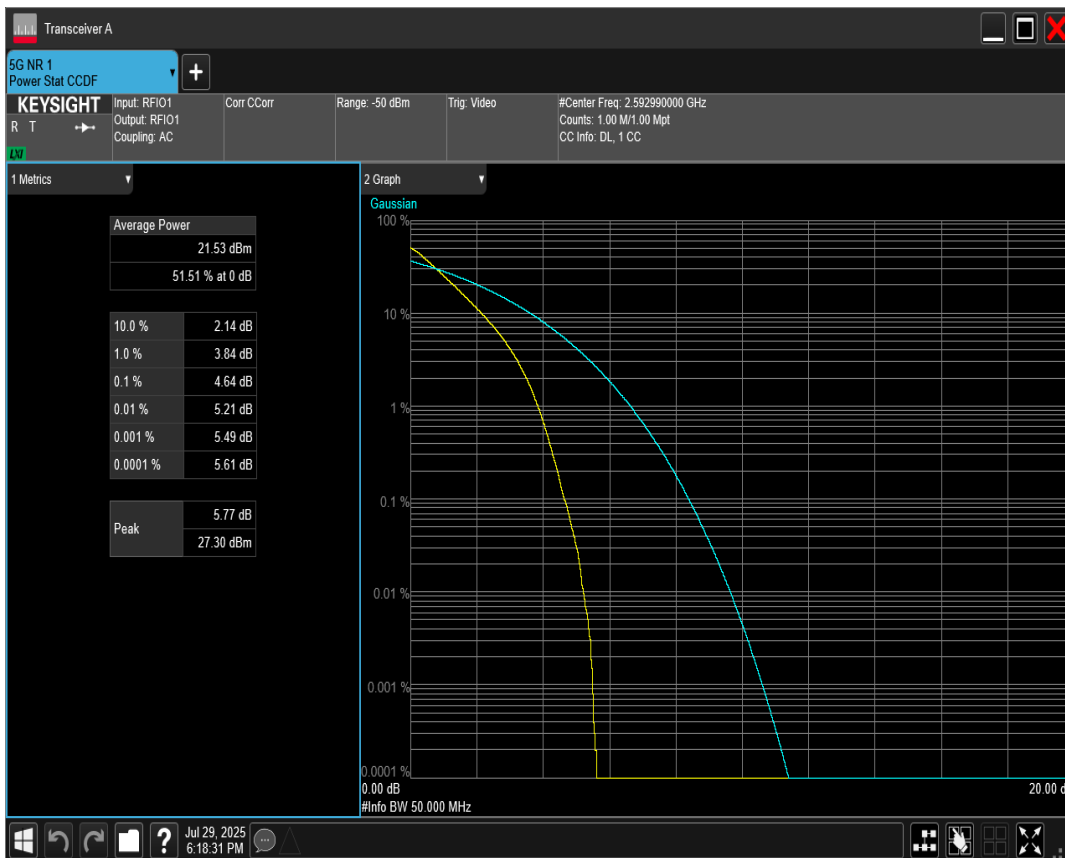 Transceiver A
5G NR 1
Power Stat CCDF
KEYSIGHT
R T
LXI
Input: RFIO1
Output: RFIO1
Coupling: AC
Corr CCorr
Range: -50 dBm
Trig: Video
#Center Freq: 2.592990000 GHz
Counts: 1.00 M/1.00 Mpt
CC Info: DL, 1 CC
1 Metrics
Average Power
21.53 dBm
51.51 % at 0 dB
10.0 % 2.14 dB
1.0 % 3.84 dB
0.1 % 4.64 dB
0.01 % 5.21 dB
0.001 % 5.49 dB
0.0001 % 5.61 dB
Peak
5.77 dB
27.30 dBm
2 Graph
Gaussian
100 %
10 %
1 %
0.1 %
0.01 %
0.001 %
0.0001 %
0.00 dB
20.00 d
#Info BW 50.000 MHz
?
Jul 29, 2025
6:18:31 PM